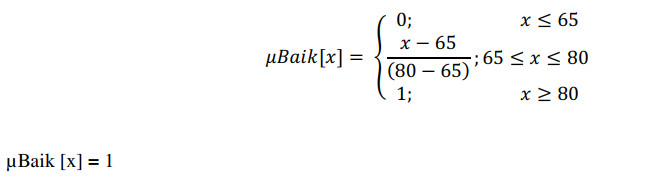 0; x ≤ 65
μBaik[x] = { x − 65 / (80 − 65) ; 65 ≤ x ≤ 80
1; x ≥ 80
μBaik [x] = 1